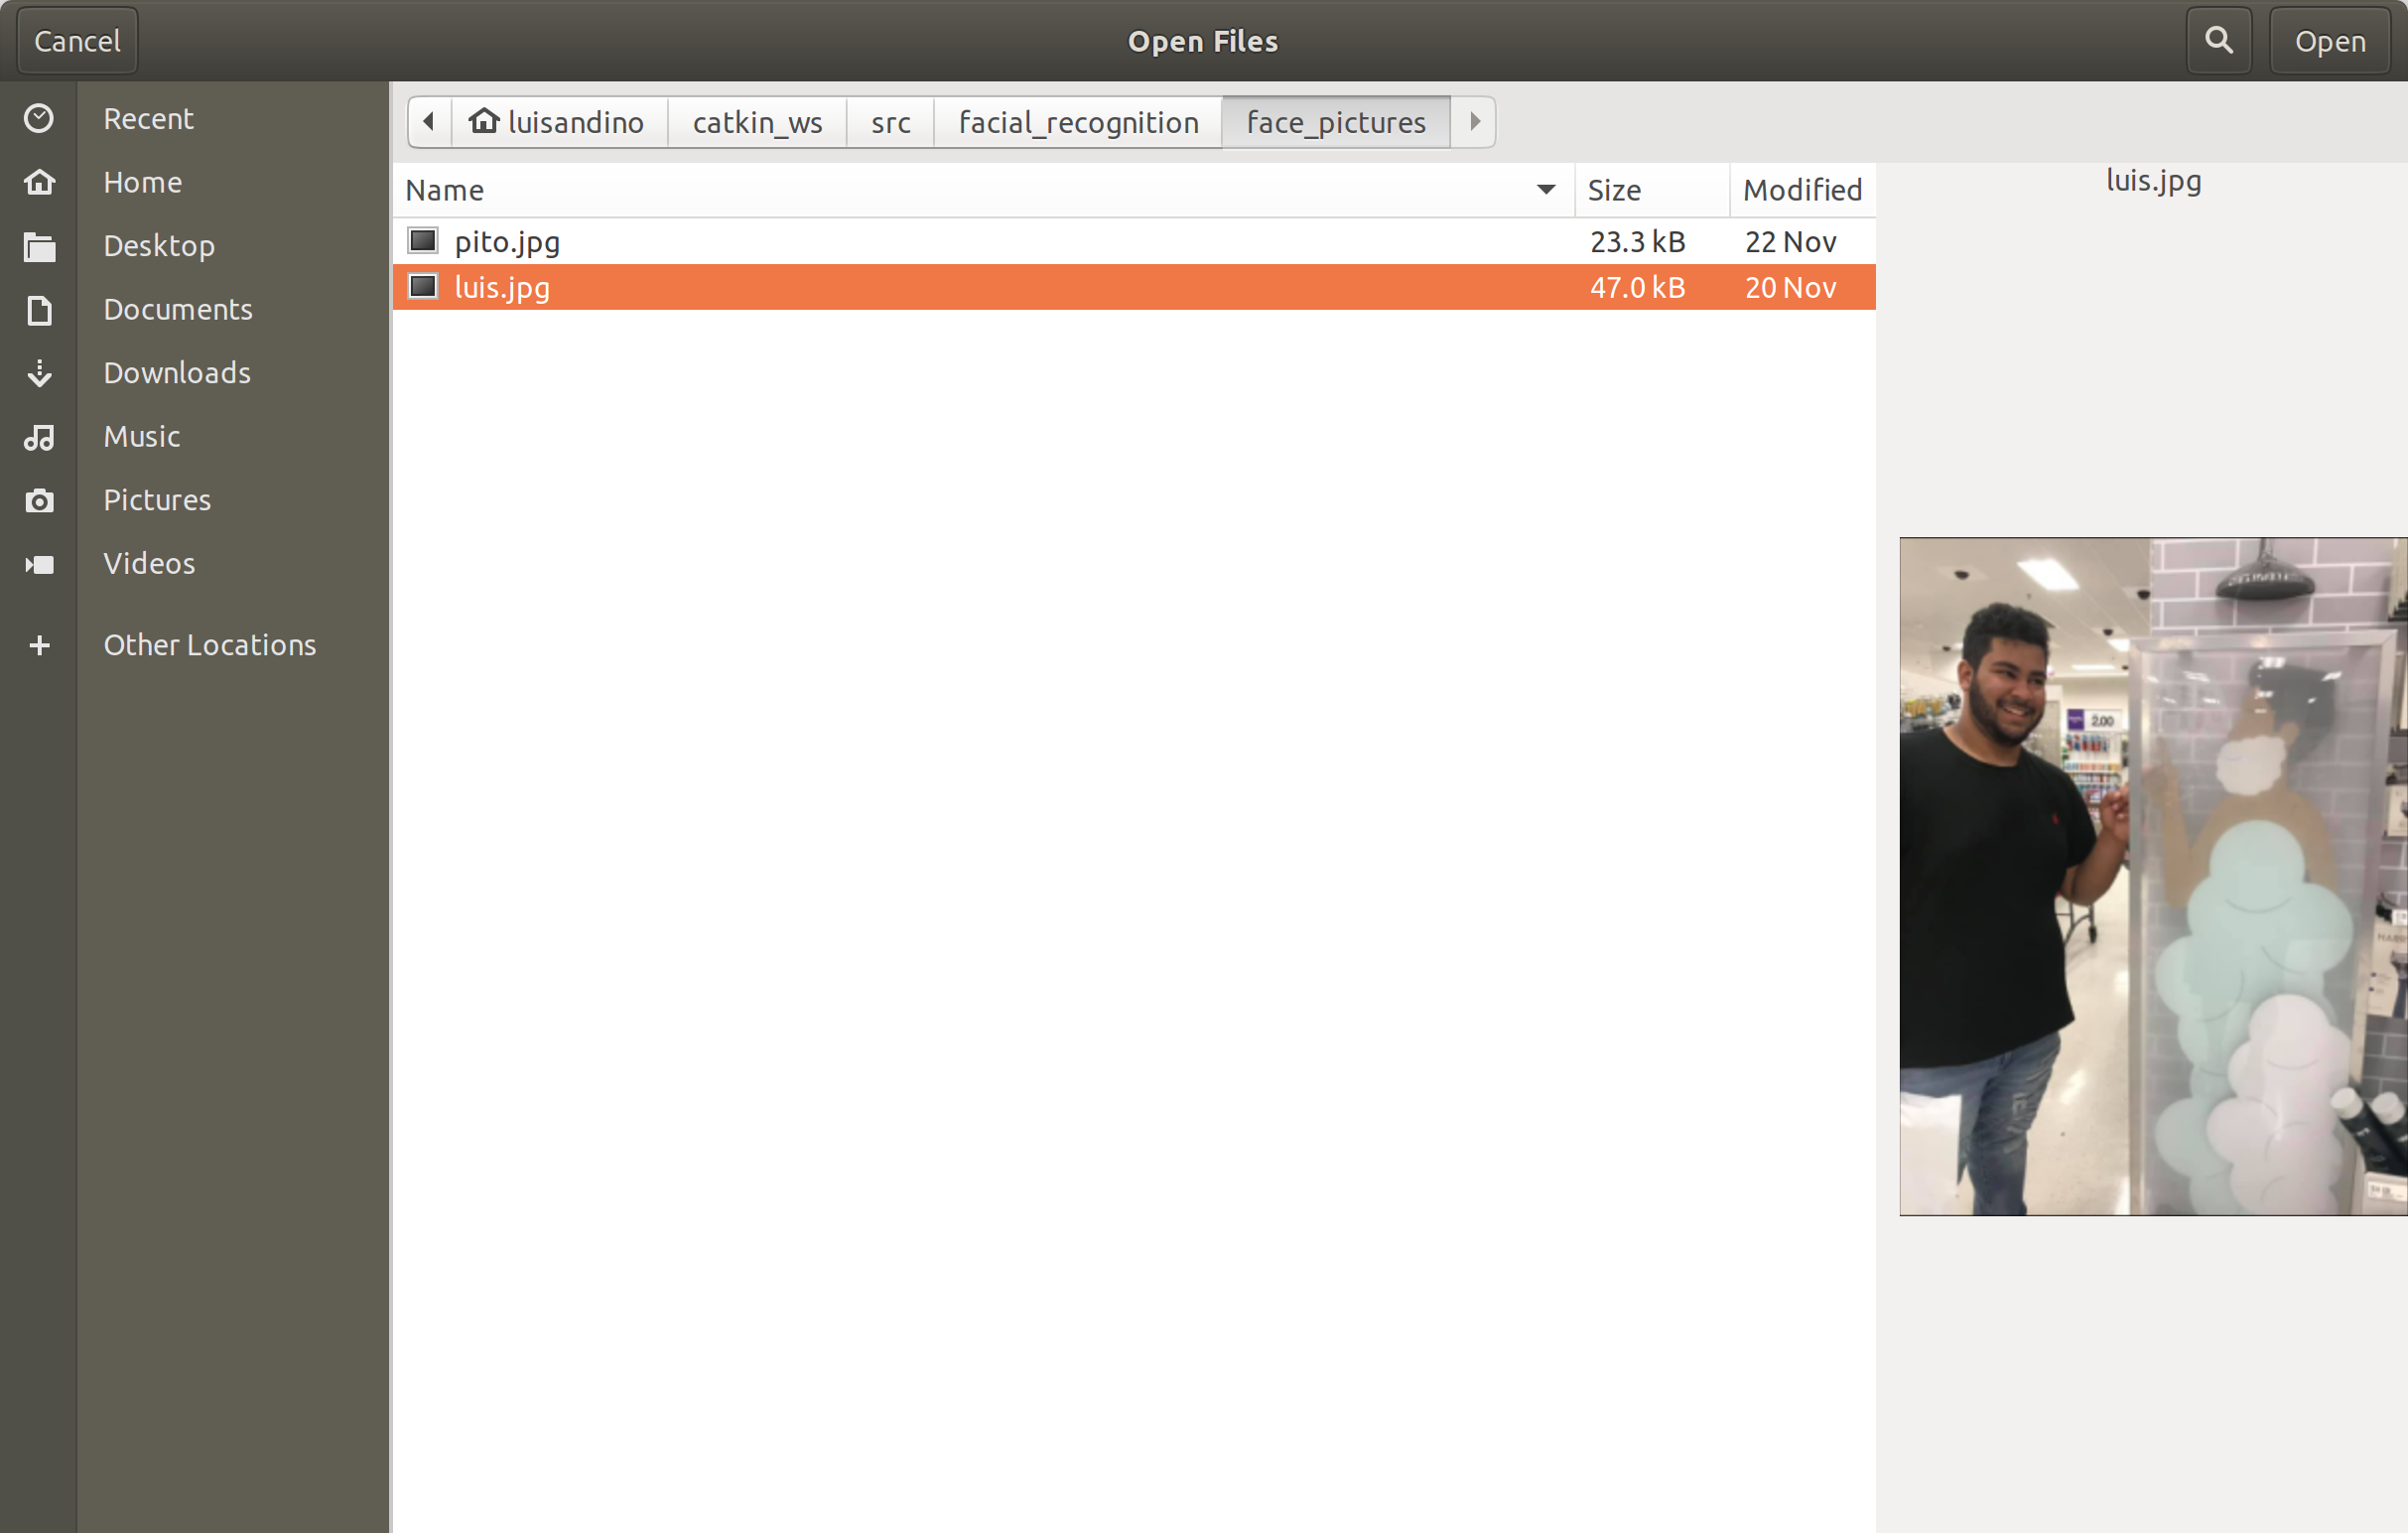 Cancel
Open Files
Open
Recent
Home
Desktop
Documents
Downloads
Music
Pictures
Videos
Other Locations
luisandino catkin_ws src facial_recognition face_pictures
Name Size Modified
pito.jpg 23.3 kB 22 Nov
luis.jpg 47.0 kB 20 Nov
luis.jpg
2.00